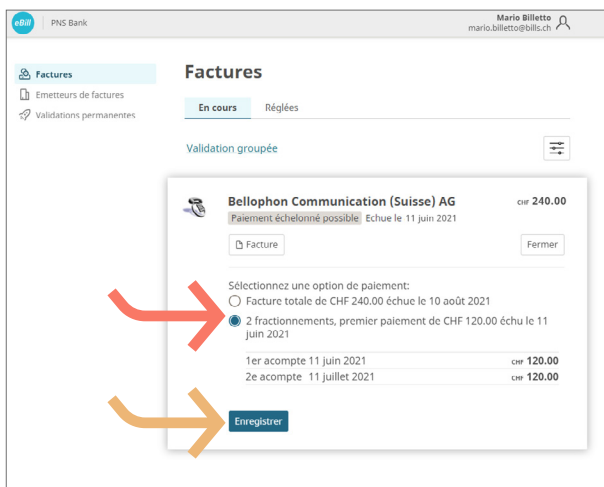 eBill
PNS Bank
Mario Billetto
mario.billetto@bills.ch
Factures
Emetteurs de factures
Validations permanentes
Factures
En cours Réglées
Validation groupée
Bellophon Communication (Suisse) AG CHF 240.00
Paiement échelonné possible Echue le 11 juin 2021
Facture Fermer
Sélectionnez une option de paiement:
Facture totale de CHF 240.00 échue le 10 août 2021
2 fractionnements, premier paiement de CHF 120.00 échu le 11
juin 2021
1er acompte 11 juin 2021 CHF 120.00
2e acompte 11 juillet 2021 CHF 120.00
Enregistrer